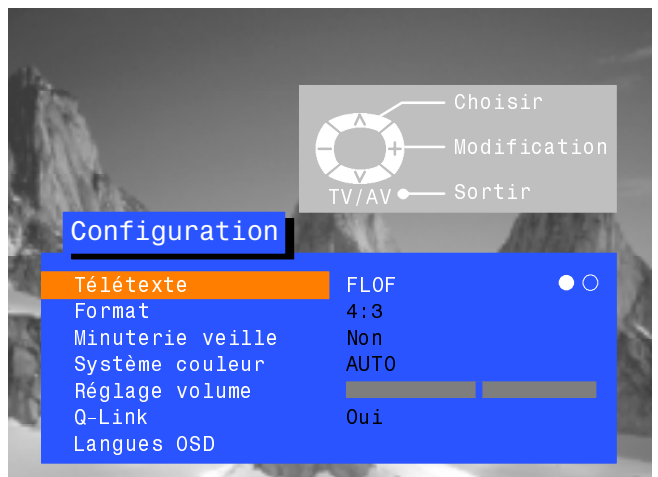 Choisir
Modification
TV/AV Sortir
Configuration
Télétexte FLOF
Format 4:3
Minuterie veille Non
Système couleur AUTO
Réglage volume
Q-Link Oui
Langues OSD